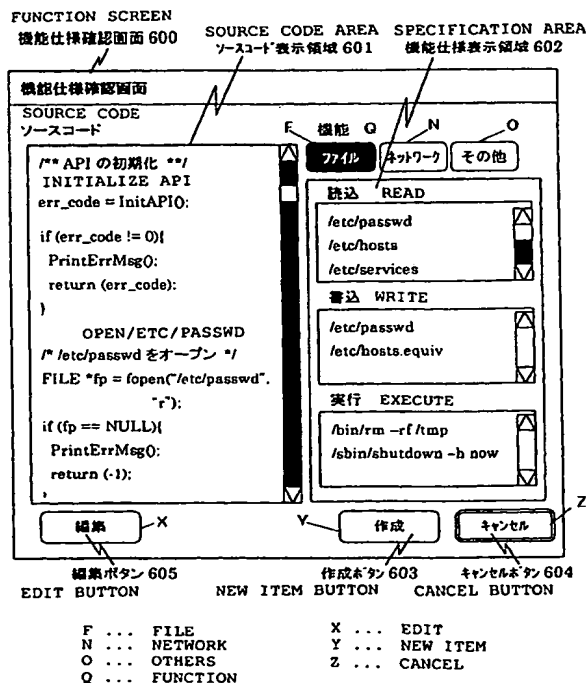 FUNCTION SCREEN
機能仕様確認画面 600
SOURCE CODE AREA
ソースコード表示領域 601
SPECIFICATION AREA
機能仕様表示領域 602
機能仕様確認画面
SOURCE CODE
ソースコード
/** API の初期化 **/
INITIALIZE API
err_code = InitAPI();
if (err_code != 0){
PrintErrMsg();
return (err_code);
}
OPEN/ETC/PASSWD
/* /etc/passwd をオープン */
FILE *fp = fopen("/etc/passwd",
"r");
if (fp == NULL){
PrintErrMsg();
return (-1);
F 機能 Q N O
ファイル ネットワーク その他
読込 READ
/etc/passwd
/etc/hosts
/etc/services
書込 WRITE
/etc/passwd
/etc/hosts.equiv
実行 EXECUTE
/bin/rm –rf /tmp
/sbin/shutdown –h now
編集 X
Y 作成
キャンセル Z
編集ボタン 605
EDIT BUTTON
作成ボタン 603
NEW ITEM BUTTON
キャンセルボタン 604
CANCEL BUTTON
F ... FILE
N ... NETWORK
O ... OTHERS
Q ... FUNCTION
X ... EDIT
Y ... NEW ITEM
Z ... CANCEL